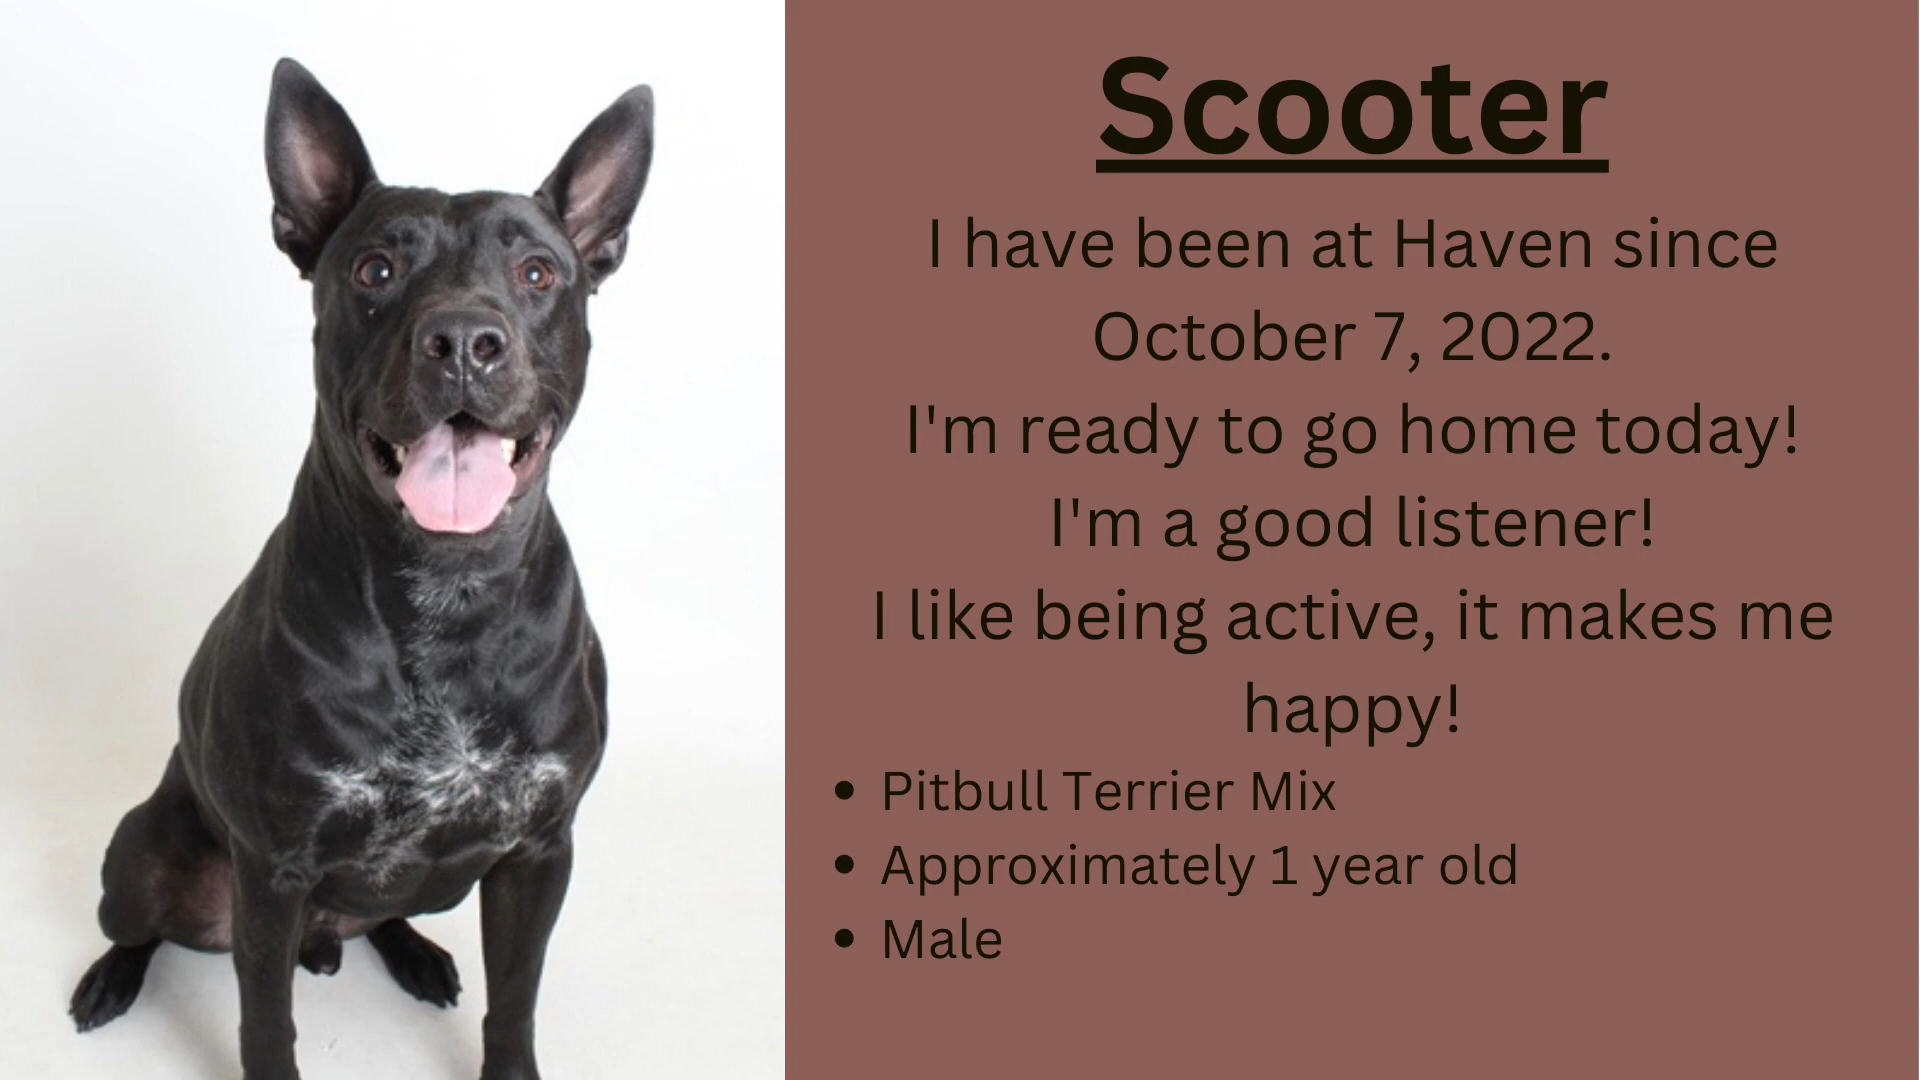 Scooter
I have been at Haven since
October 7, 2022.
I'm ready to go home today!
I'm a good listener!
I like being active, it makes me
happy!
• Pitbull Terrier Mix
• Approximately 1 year old
• Male